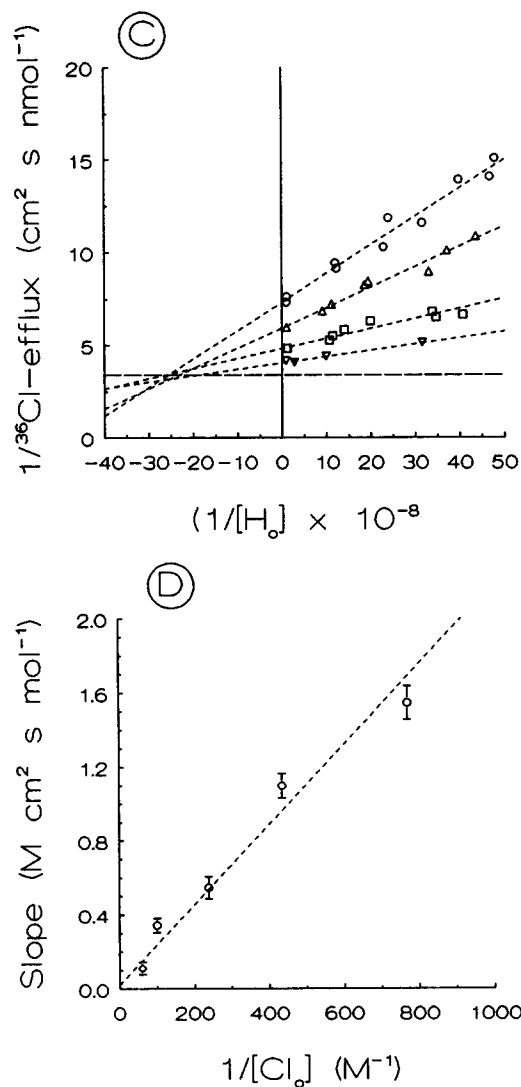 C
1/³⁶Cl−efflux (cm² s nmol⁻¹)
20
15
10
5
0
−40 −30 −20 −10 0 10 20 30 40 50
(1/[Hₒ] × 10⁻⁸
D
Slope (M cm² s mol⁻¹)
2.0
1.6
1.2
0.8
0.4
0.0
0 200 400 600 800 1000
1/[Clₒ] (M⁻¹)